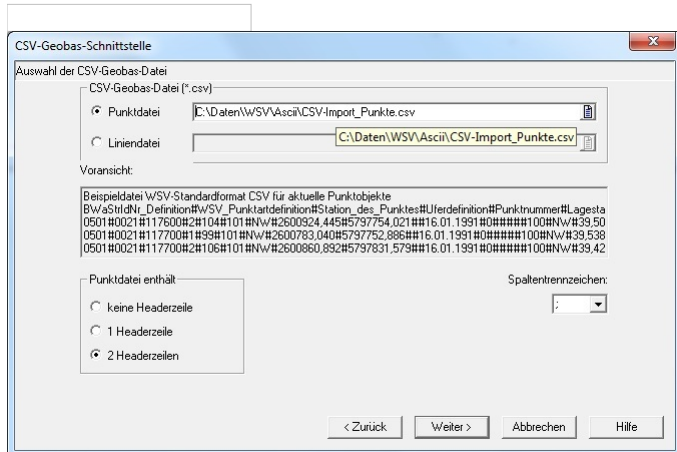 CSV-Geobas-Schnittstelle
Auswahl der CSV-Geobas-Datei
CSV-Geobas-Datei (*.csv)
Punktdatei
C:\Daten\WSV\Ascii\CSV-Import_Punkte.csv
Liniendatei
C:\Daten\WSV\Ascii\CSV-Import_Punkte.csv
Voransicht:
Beispieldatei WSV-Standardformat CSV für aktuelle Punktobjekte
BWaStrIdNr_Definition#WSV_Punktartdefinition#Station_des_Punktes#Uferdefinition#Punktnummer#Lagesta
0501#0021#117600#2#104#101#NW#2600924,445#5797754,021##16.01.1991#0#####100#NW#39,50
0501#0021#117700#1#99#101#NW#2600783,040#5797752,886##16.01.1991#0#####100#NW#39,538
0501#0021#117700#2#106#101#NW#2600860,892#5797831,579##16.01.1991#0#####100#NW#39,42
Punktdatei enthält
Spaltentrennzeichen:
keine Headerzeile
;
1 Headerzeile
2 Headerzeilen
< Zurück
Weiter >
Abbrechen
Hilfe